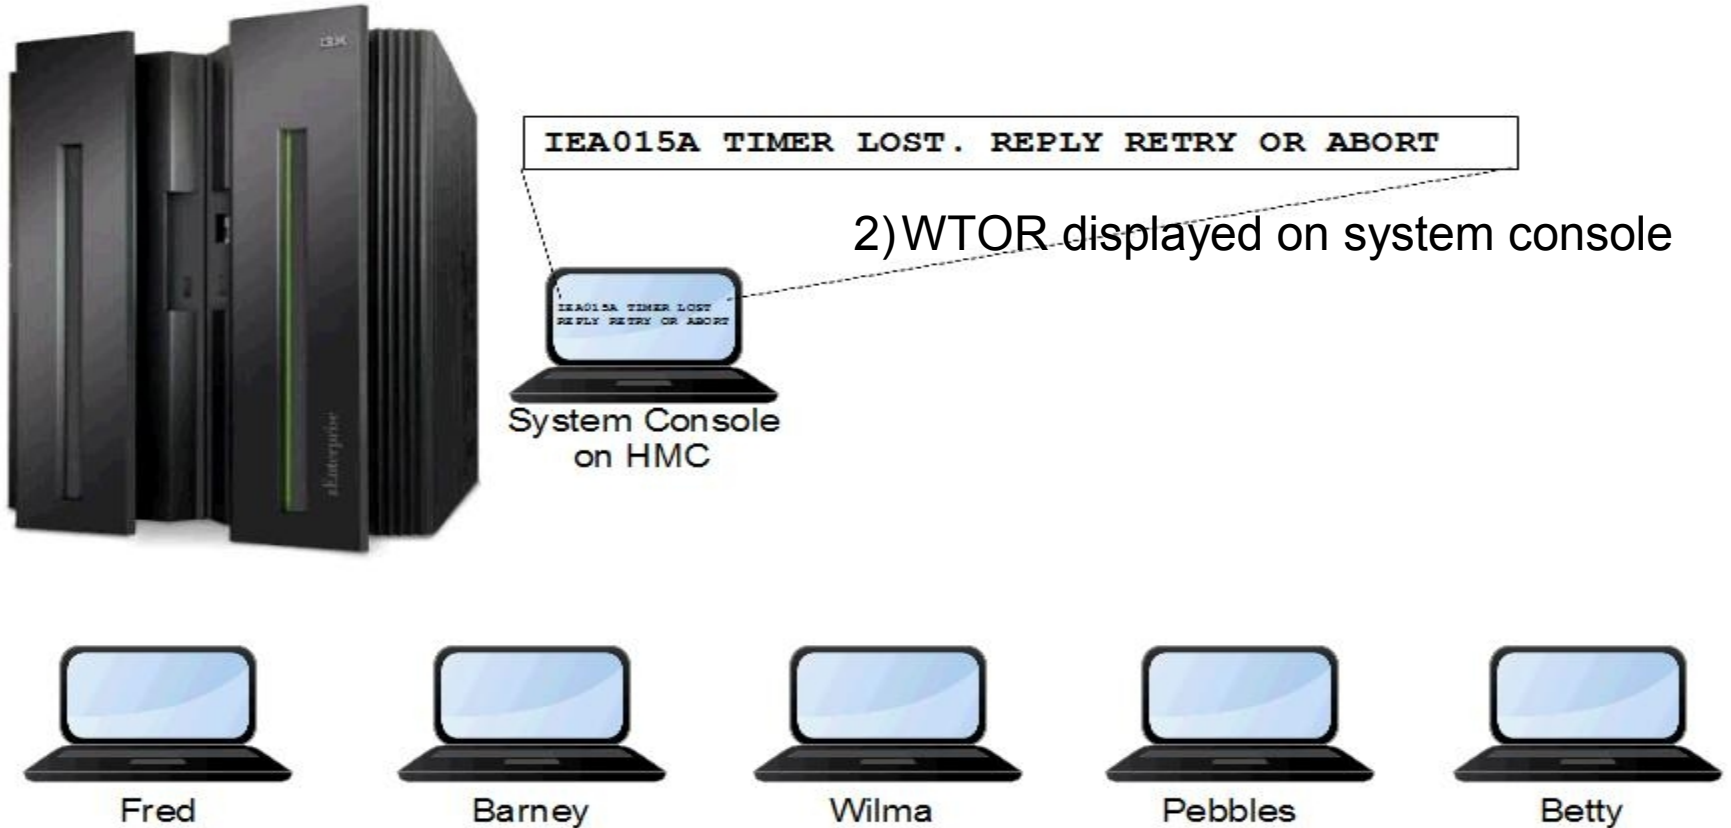 IBM
zEnterprise
IEA015A TIMER LOST. REPLY RETRY OR ABORT
2) WTOR displayed on system console
IEA015A TIMER LOST
REPLY RETRY OR ABORT
System Console
on HMC
Fred
Barney
Wilma
Pebbles
Betty